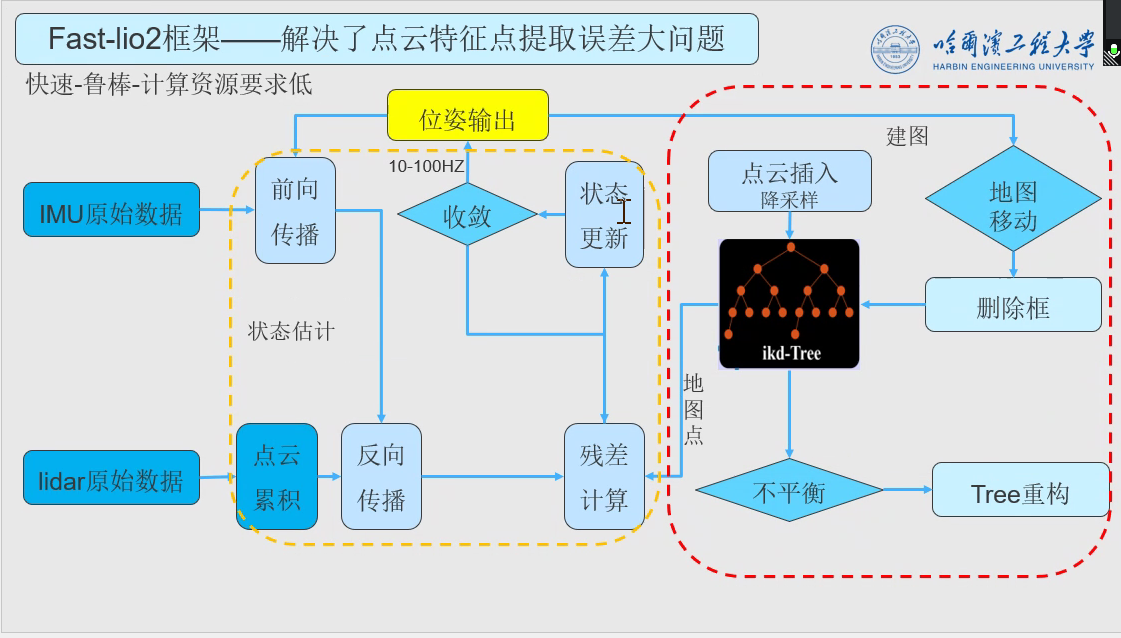 Fast-lio2框架——解决了点云特征点提取误差大问题
哈尔滨工程大学
HARBIN ENGINEERING UNIVERSITY
快速-鲁棒-计算资源要求低
位姿输出
建图
10-100HZ
IMU原始数据
前向
传播
收敛
状态
更新
点云插入
降采样
地图
移动
删除框
ikd-Tree
状态估计
地
图
点
lidar原始数据
点云
累积
反向
传播
残差
计算
不平衡
Tree重构